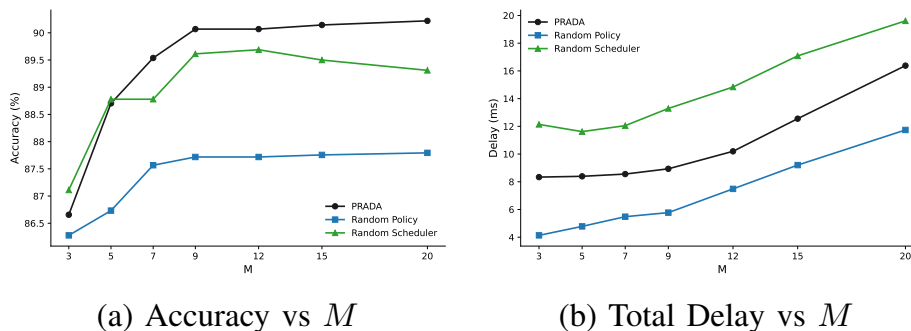 90
89.5
89
88.5
88
87.5
87
86.5
Accuracy (%)
PRADA
Random Policy
Random Scheduler
3 5 7 9 12 15 20
M
(a) Accuracy vs M
20
18
16
14
12
10
8
6
4
Delay (ms)
PRADA
Random Policy
Random Scheduler
3 5 7 9 12 15 20
M
(b) Total Delay vs M